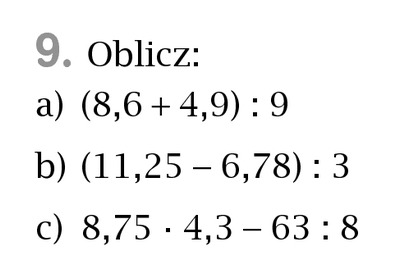 9. Oblicz:
a) (8,6 + 4,9) : 9
b) (11,25 – 6,78) : 3
c) 8,75 · 4,3 – 63 : 8